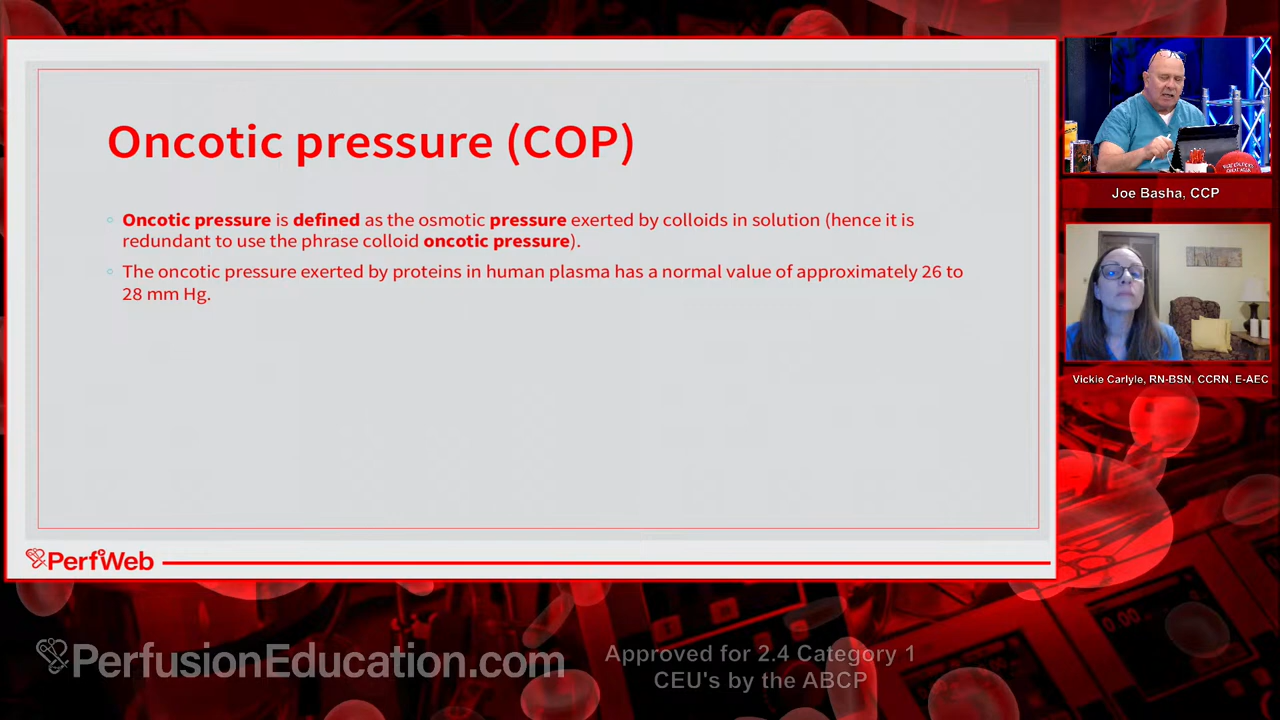 Oncotic pressure (COP)
Oncotic pressure is defined as the osmotic pressure exerted by colloids in solution (hence it is
redundant to use the phrase colloid oncotic pressure).
The oncotic pressure exerted by proteins in human plasma has a normal value of approximately 26 to
28 mm Hg.
PerfWeb
Joe Basha, CCP
Vickie Carlyle, RN-BSN, CCRN, E-AEC
PerfusionEducation.com
Approved for 2.4 Category 1
CEU's by the ABCP